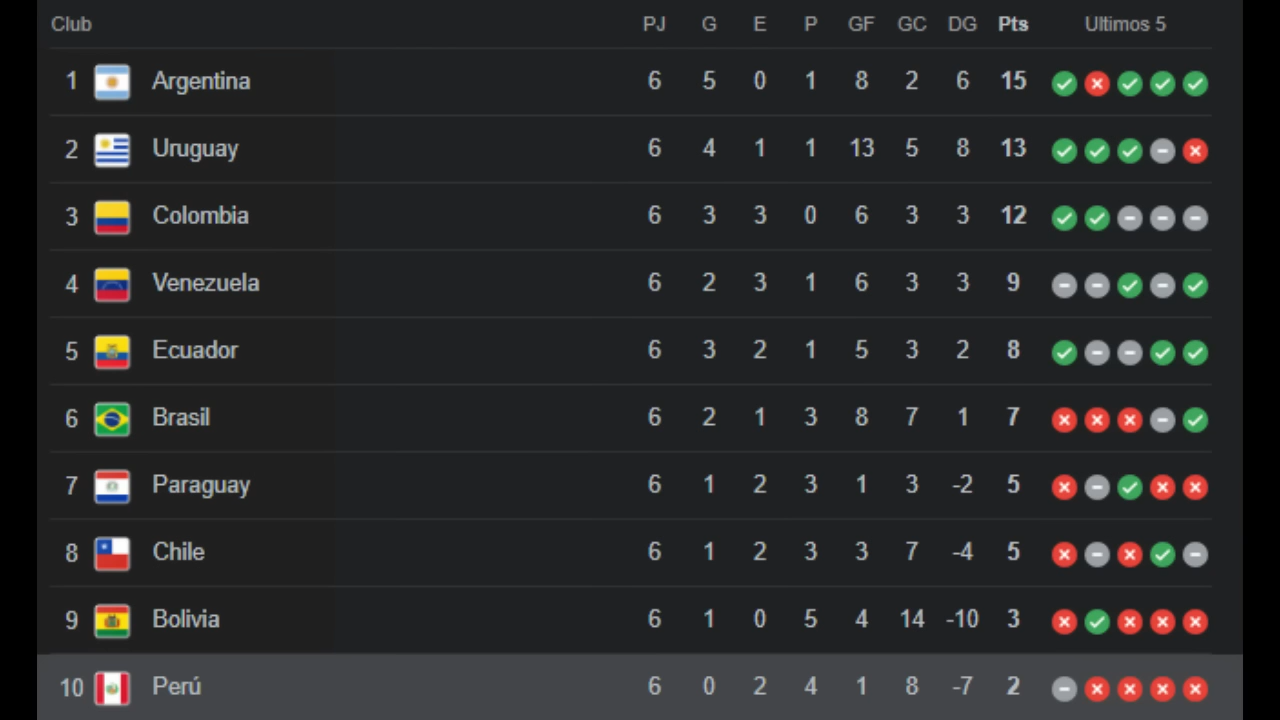 Club PJ G E P GF GC DG Pts Ultimos 5
1 Argentina 6 5 0 1 8 2 6 15
2 Uruguay 6 4 1 1 13 5 8 13
3 Colombia 6 3 3 0 6 3 3 12
4 Venezuela 6 2 3 1 6 3 3 9
5 Ecuador 6 3 2 1 5 3 2 8
6 Brasil 6 2 1 3 8 7 1 7
7 Paraguay 6 1 2 3 1 3 -2 5
8 Chile 6 1 2 3 3 7 -4 5
9 Bolivia 6 1 0 5 4 14 -10 3
10 Perú 6 0 2 4 1 8 -7 2